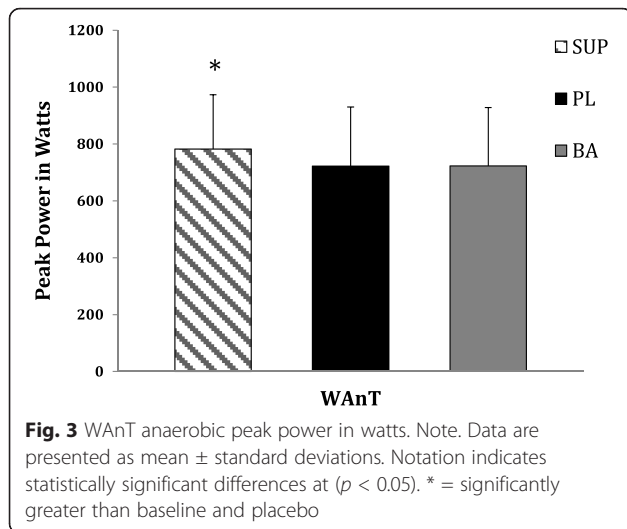 1200
1000
800
600
400
200
0
Peak Power in Watts
*
WAnT
SUP
PL
BA
Fig. 3 WAnT anaerobic peak power in watts. Note. Data are
presented as mean ± standard deviations. Notation indicates
statistically significant differences at (p < 0.05). * = significantly
greater than baseline and placebo